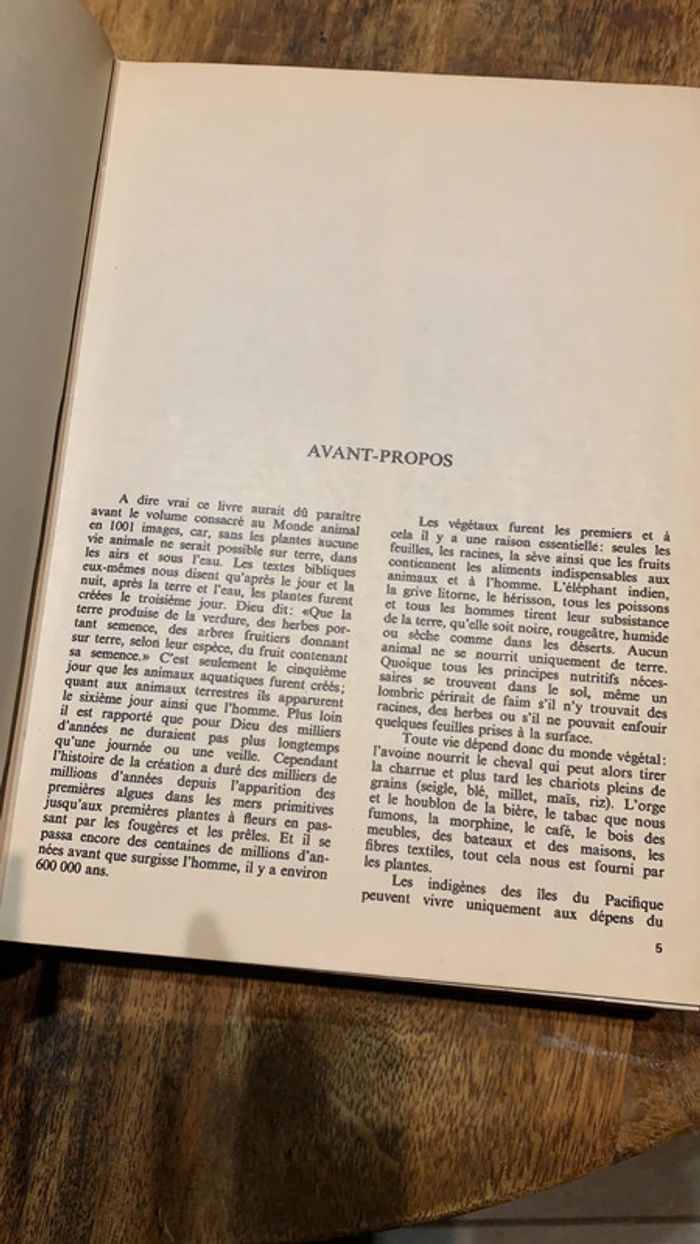 AVANT-PROPOS
A dire vrai ce livre aurait dû paraître
avant le volume consacré au Monde animal
en 1001 images, car, sans les plantes aucune
vie animale ne serait possible sur terre, dans
les airs et sous l'eau. Les textes bibliques
eux-mêmes nous disent qu'après le jour et la
nuit, après la terre et l'eau, les plantes furent
créées le troisième jour. Dieu dit: «Que la
terre produise de la verdure, des herbes por-
tant semence, des arbres fruitiers donnant
sur terre, selon leur espèce, du fruit contenant
sa semence.» C'est seulement le cinquième
jour que les animaux aquatiques furent créés;
quant aux animaux terrestres ils apparurent
le sixième jour ainsi que l'homme. Plus loin
il est rapporté que pour Dieu des milliers
d'années ne duraient pas plus longtemps
qu'une journée ou une veille. Cependant
l'histoire de la création a duré des milliers de
millions d'années depuis l'apparition des
premières algues dans les mers primitives
jusqu'aux premières plantes à fleurs en pas-
sant par les fougères et les prêles. Et il se
passa encore des centaines de millions d'an-
nées avant que surgisse l'homme, il y a environ
600 000 ans.
Les végétaux furent les premiers et à
cela il y a une raison essentielle: seules les
feuilles, les racines, la sève ainsi que les fruits
contiennent les aliments indispensables aux
animaux et à l'homme. L'éléphant indien,
la grive litorne, le hérisson, tous les poissons
et tous les hommes tirent leur subsistance
de la terre, qu'elle soit noire, rougeâtre, humide
ou sèche comme dans les déserts. Aucun
animal ne se nourrit uniquement de terre.
Quoique tous les principes nutritifs néces-
saires se trouvent dans le sol, même un
lombric périrait de faim s'il n'y trouvait des
racines, des herbes ou s'il ne pouvait enfouir
quelques feuilles prises à la surface.
Toute vie dépend donc du monde végétal:
l'avoine nourrit le cheval qui peut alors tirer
la charrue et plus tard les chariots pleins de
grains (seigle, blé, millet, maïs, riz). L'orge
et le houblon de la bière, le tabac que nous
fumons, la morphine, le café, le bois des
meubles, des bateaux et des maisons, les
fibres textiles, tout cela nous est fourni par
les plantes.
Les indigènes des îles du Pacifique
peuvent vivre uniquement aux dépens du
5